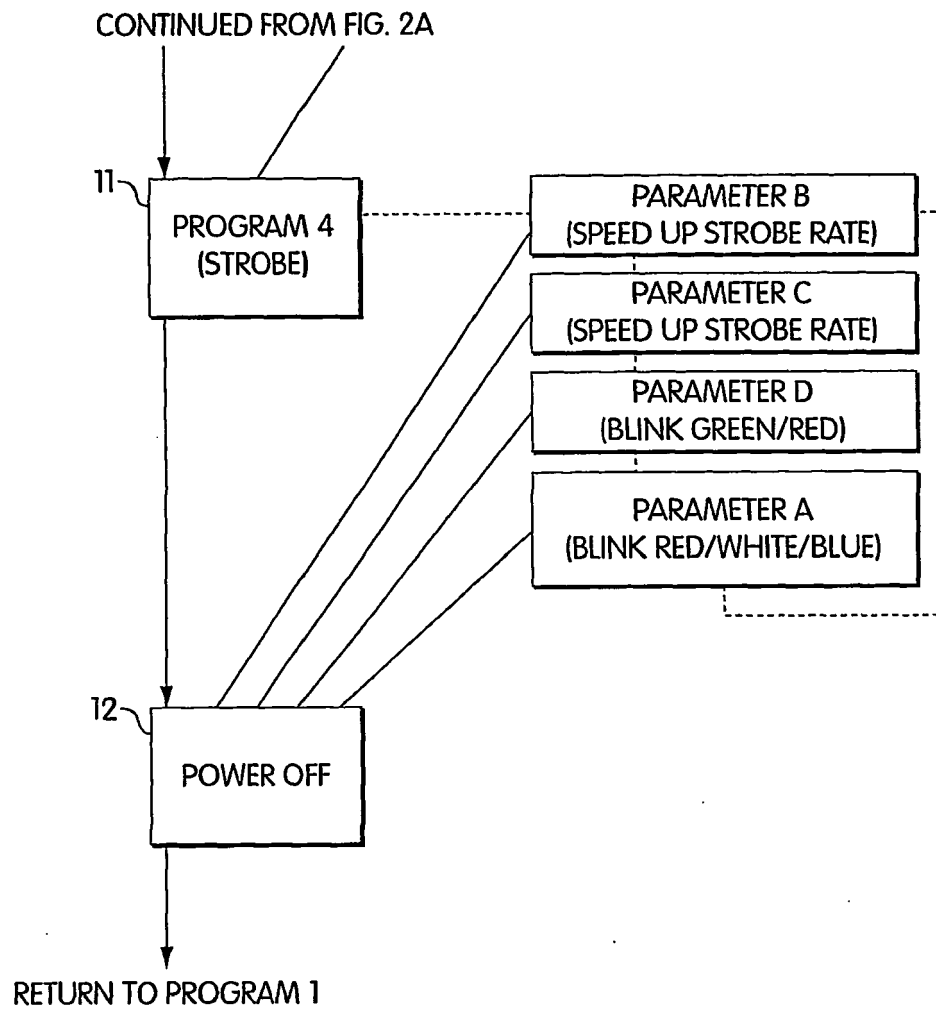 CONTINUED FROM FIG. 2A
11
PROGRAM 4
(STROBE)
PARAMETER B
(SPEED UP STROBE RATE)
PARAMETER C
(SPEED UP STROBE RATE)
PARAMETER D
(BLINK GREEN/RED)
PARAMETER A
(BLINK RED/WHITE/BLUE)
12
POWER OFF
RETURN TO PROGRAM 1